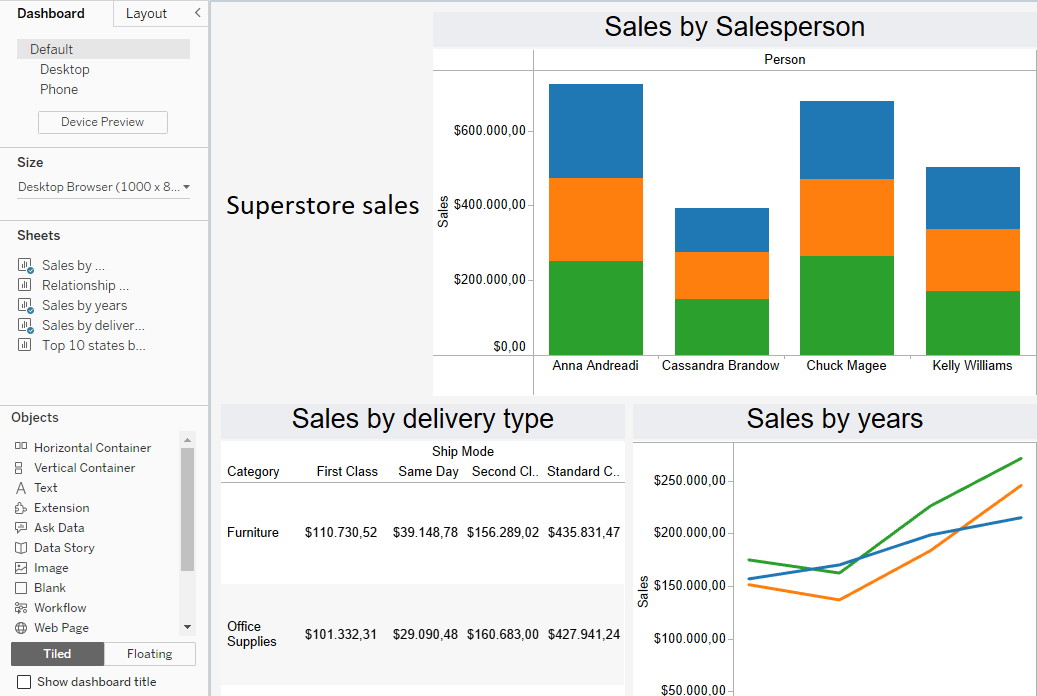 Dashboard Layout <
Default
Desktop
Phone
Device Preview
Size
Desktop Browser (1000 x 8...
Sheets
Sales by ...
Relationship ...
Sales by years
Sales by deliver...
Top 10 states b...
Objects
Horizontal Container
Vertical Container
A Text
Extension
Ask Data
Data Story
Image
Blank
Workflow
Web Page
Tiled Floating
Show dashboard title
Superstore sales
Sales by Salesperson
Person
Sales
$600.000,00
$400.000,00
$200.000,00
$0,00
Anna Andreadi Cassandra Brandow Chuck Magee Kelly Williams
Sales by delivery type
Ship Mode
Category First Class Same Day Second Cl.. Standard C..
Furniture $110.730,52 $39.148,78 $156.289,02 $435.831,47
Office
Supplies $101.332,31 $29.090,48 $160.683,00 $427.941,24
Sales by years
Sales
$250.000,00
$200.000,00
$150.000,00
$100.000,00
$50.000,00